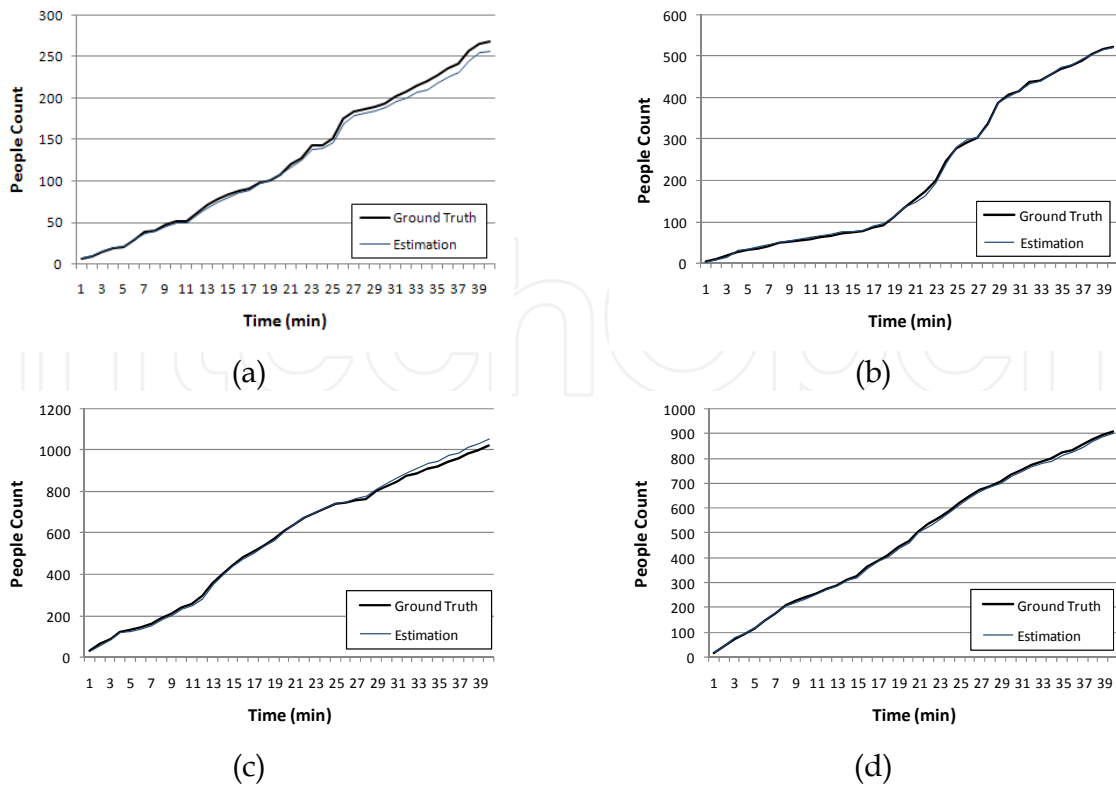 300
250
200
150
100
50
0
People Count
Ground Truth
Estimation
1 3 5 7 9 11 13 15 17 19 21 23 25 27 29 31 33 35 37 39
Time (min)
(a)
600
500
400
300
200
100
0
People Count
Ground Truth
Estimation
1 3 5 7 9 11 13 15 17 19 21 23 25 27 29 31 33 35 37 39
Time (min)
(b)
1200
1000
800
600
400
200
0
People Count
Ground Truth
Estimation
1 3 5 7 9 11 13 15 17 19 21 23 25 27 29 31 33 35 37 39
Time (min)
(c)
1000
900
800
700
600
500
400
300
200
100
0
People Count
Ground Truth
Estimation
1 3 5 7 9 11 13 15 17 19 21 23 25 27 29 31 33 35 37 39
Time (min)
(d)
intechopen